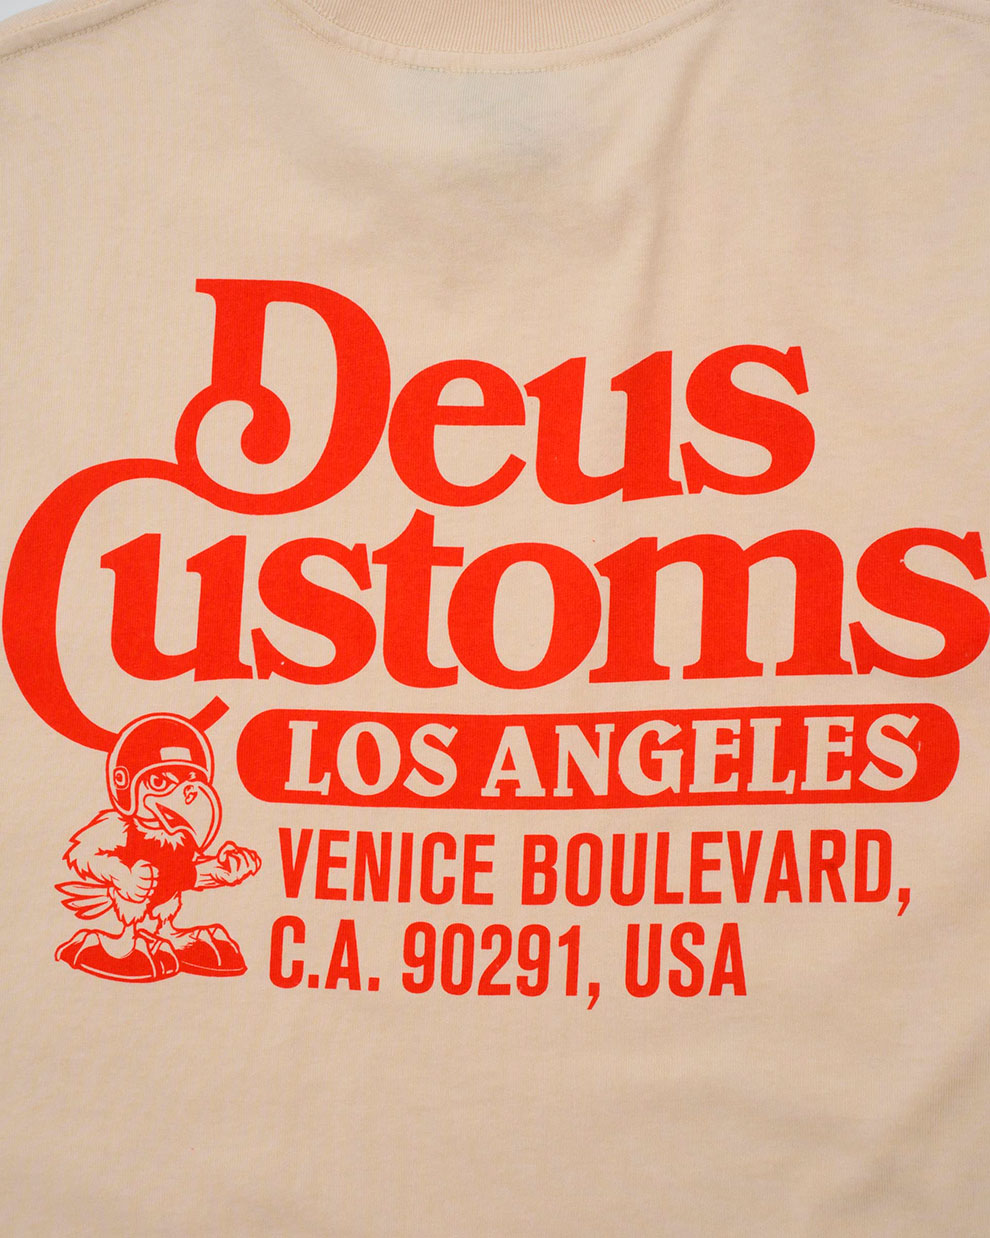 Deus
Customs
LOS ANGELES
VENICE BOULEVARD,
C.A. 90291, USA